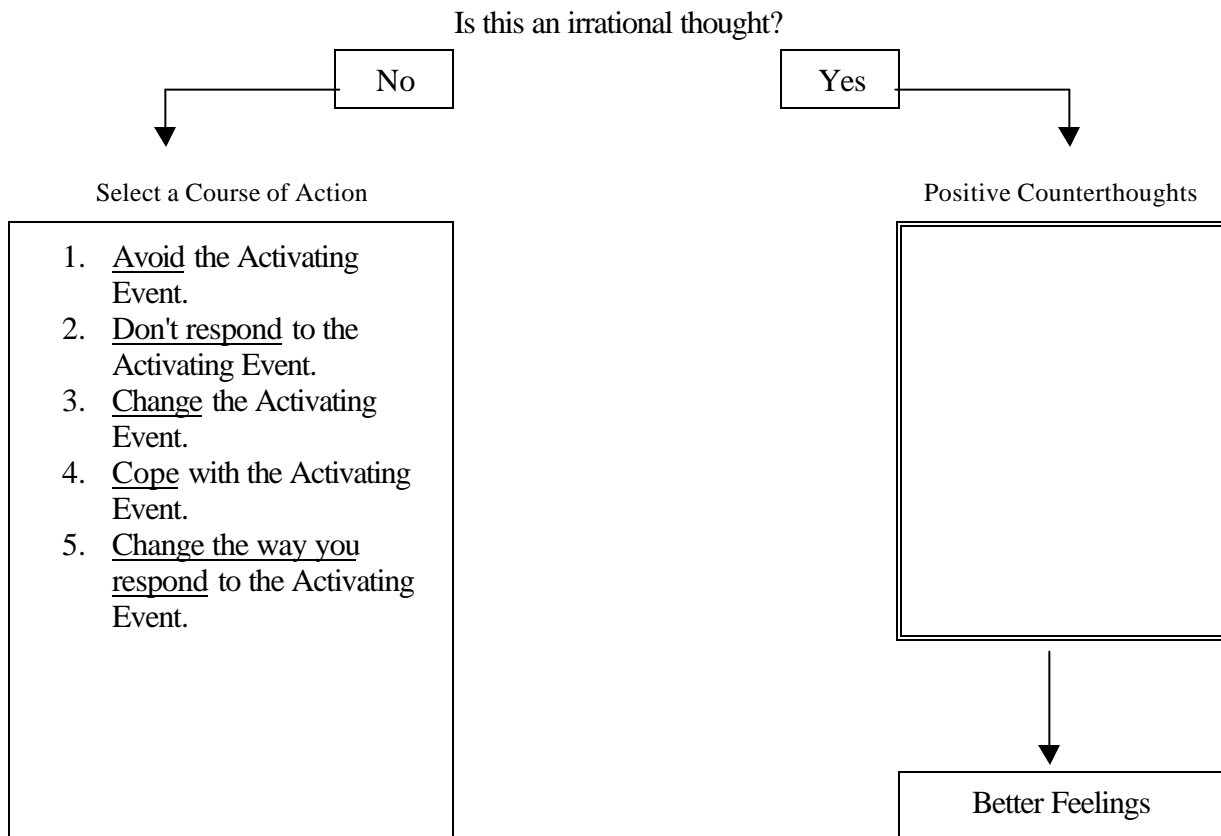 Is this an irrational thought?
No
Yes
Select a Course of Action
Positive Counterthoughts
1. Avoid the Activating
Event.
2. Don't respond to the
Activating Event.
3. Change the Activating
Event.
4. Cope with the Activating
Event.
5. Change the way you
respond to the Activating
Event.
Better Feelings